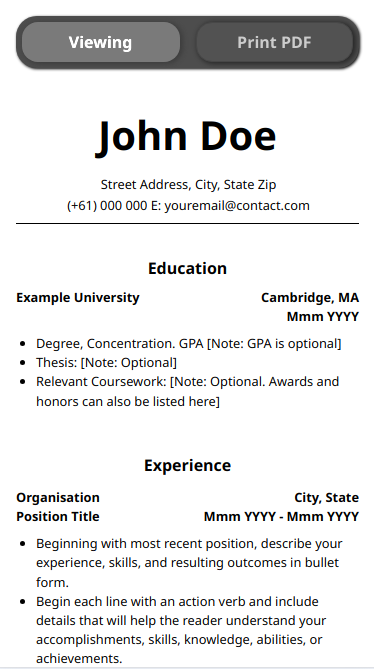 Viewing Print PDF
John Doe
Street Address, City, State Zip
(+61) 000 000 E: youremail@contact.com
Education
Example University Cambridge, MA
Mmm YYYY
Degree, Concentration. GPA [Note: GPA is optional]
Thesis: [Note: Optional]
Relevant Coursework: [Note: Optional. Awards and
honors can also be listed here]
Experience
Organisation City, State
Position Title Mmm YYYY - Mmm YYYY
Beginning with most recent position, describe your
experience, skills, and resulting outcomes in bullet
form.
Begin each line with an action verb and include
details that will help the reader understand your
accomplishments, skills, knowledge, abilities, or
achievements.